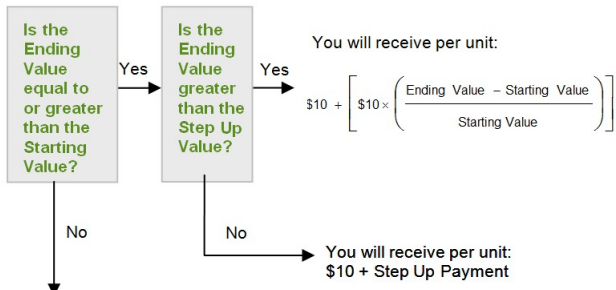 Is the
Ending
Value
equal to
or greater
than the
Starting
Value?
Yes
Is the
Ending
Value
greater
than the
Step Up
Value?
Yes
You will receive per unit:
$10 + [ $10 × ( Ending Value – Starting Value
Starting Value ) ]
No
No
You will receive per unit:
$10 + Step Up Payment